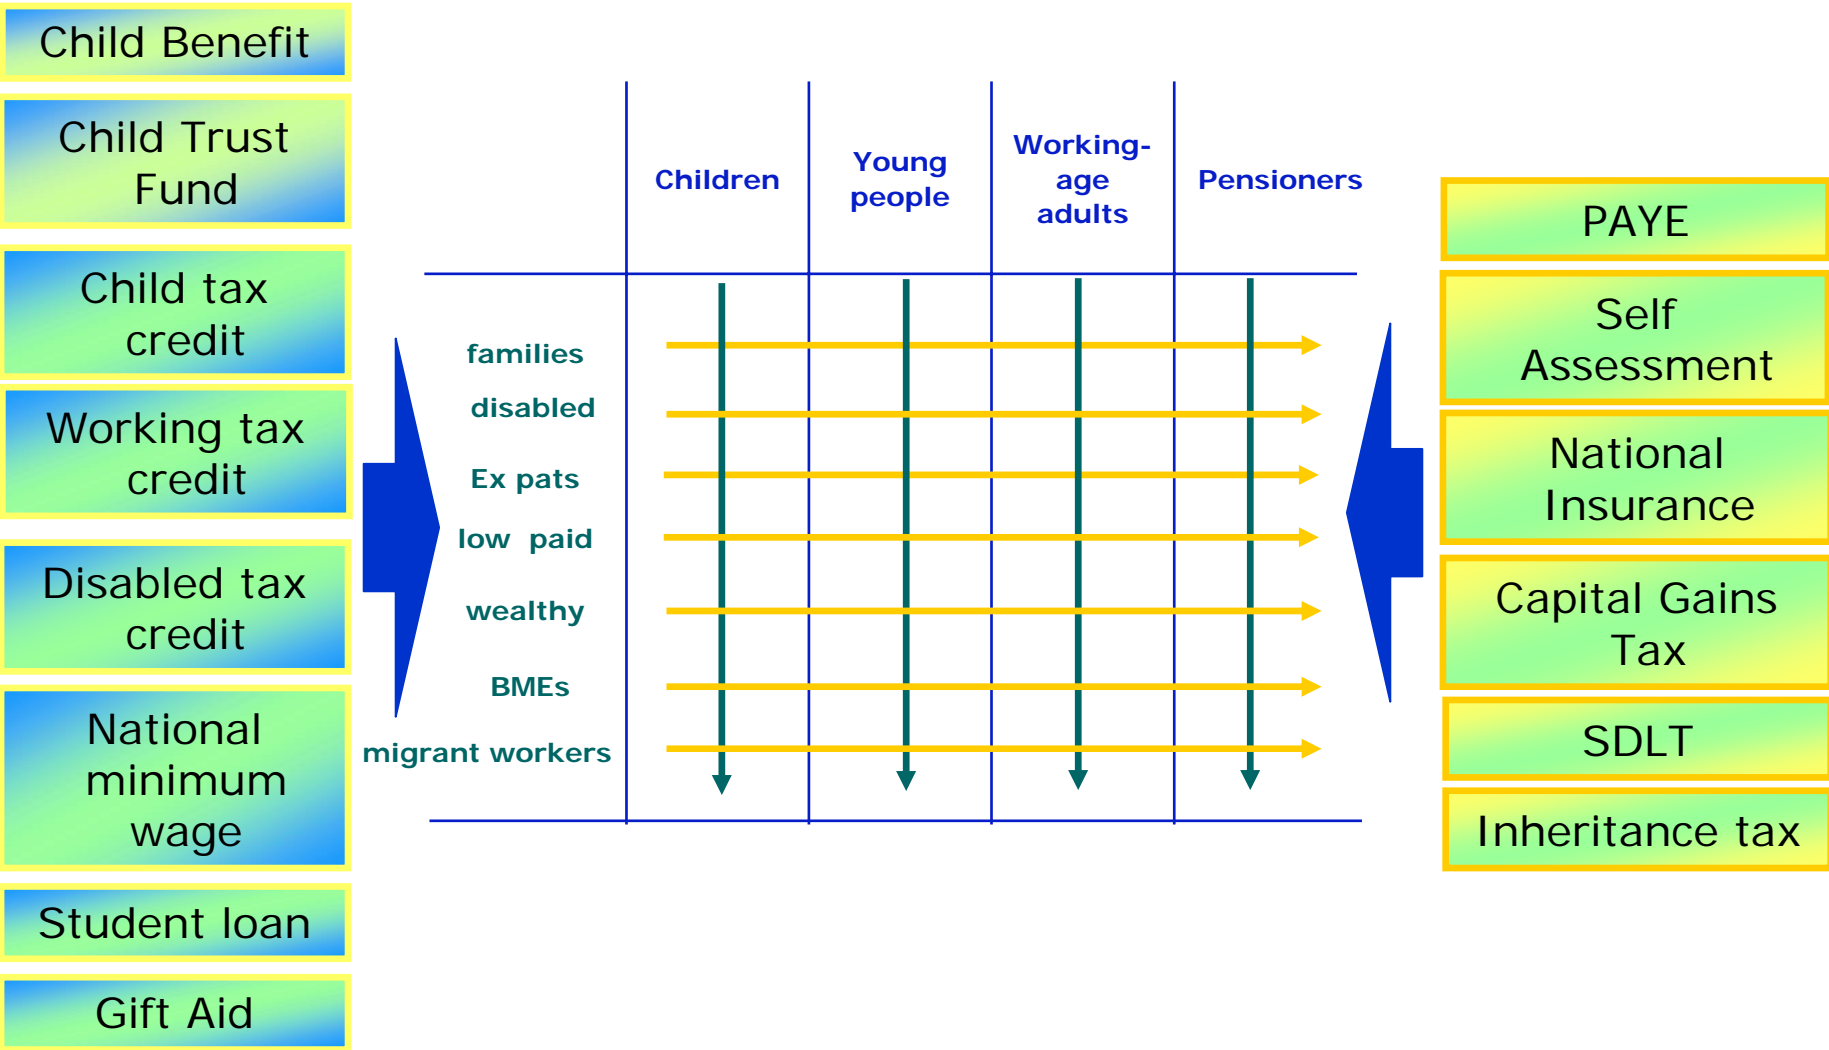 Child Benefit
Child Trust
Fund
Child tax
credit
Working tax
credit
Disabled tax
credit
National
minimum
wage
Student loan
Gift Aid
Children
Young
people
Working-
age
adults
Pensioners
families
disabled
Ex pats
low paid
wealthy
BMEs
migrant workers
PAYE
Self
Assessment
National
Insurance
Capital Gains
Tax
SDLT
Inheritance tax